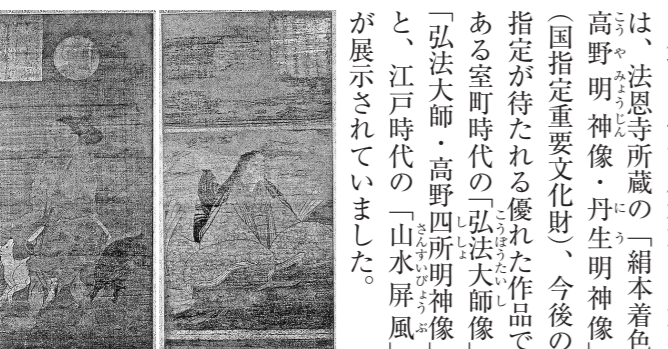 は、法恩寺所蔵の「絹本着色
高野明神像・丹生明神像」
（国指定重要文化財）、今後の
指定が待たれる優れた作品で
ある室町時代の「弘法大師像」
「弘法大師・高野四所明神像」
と、江戸時代の「山水屏風」
が展示されていました。